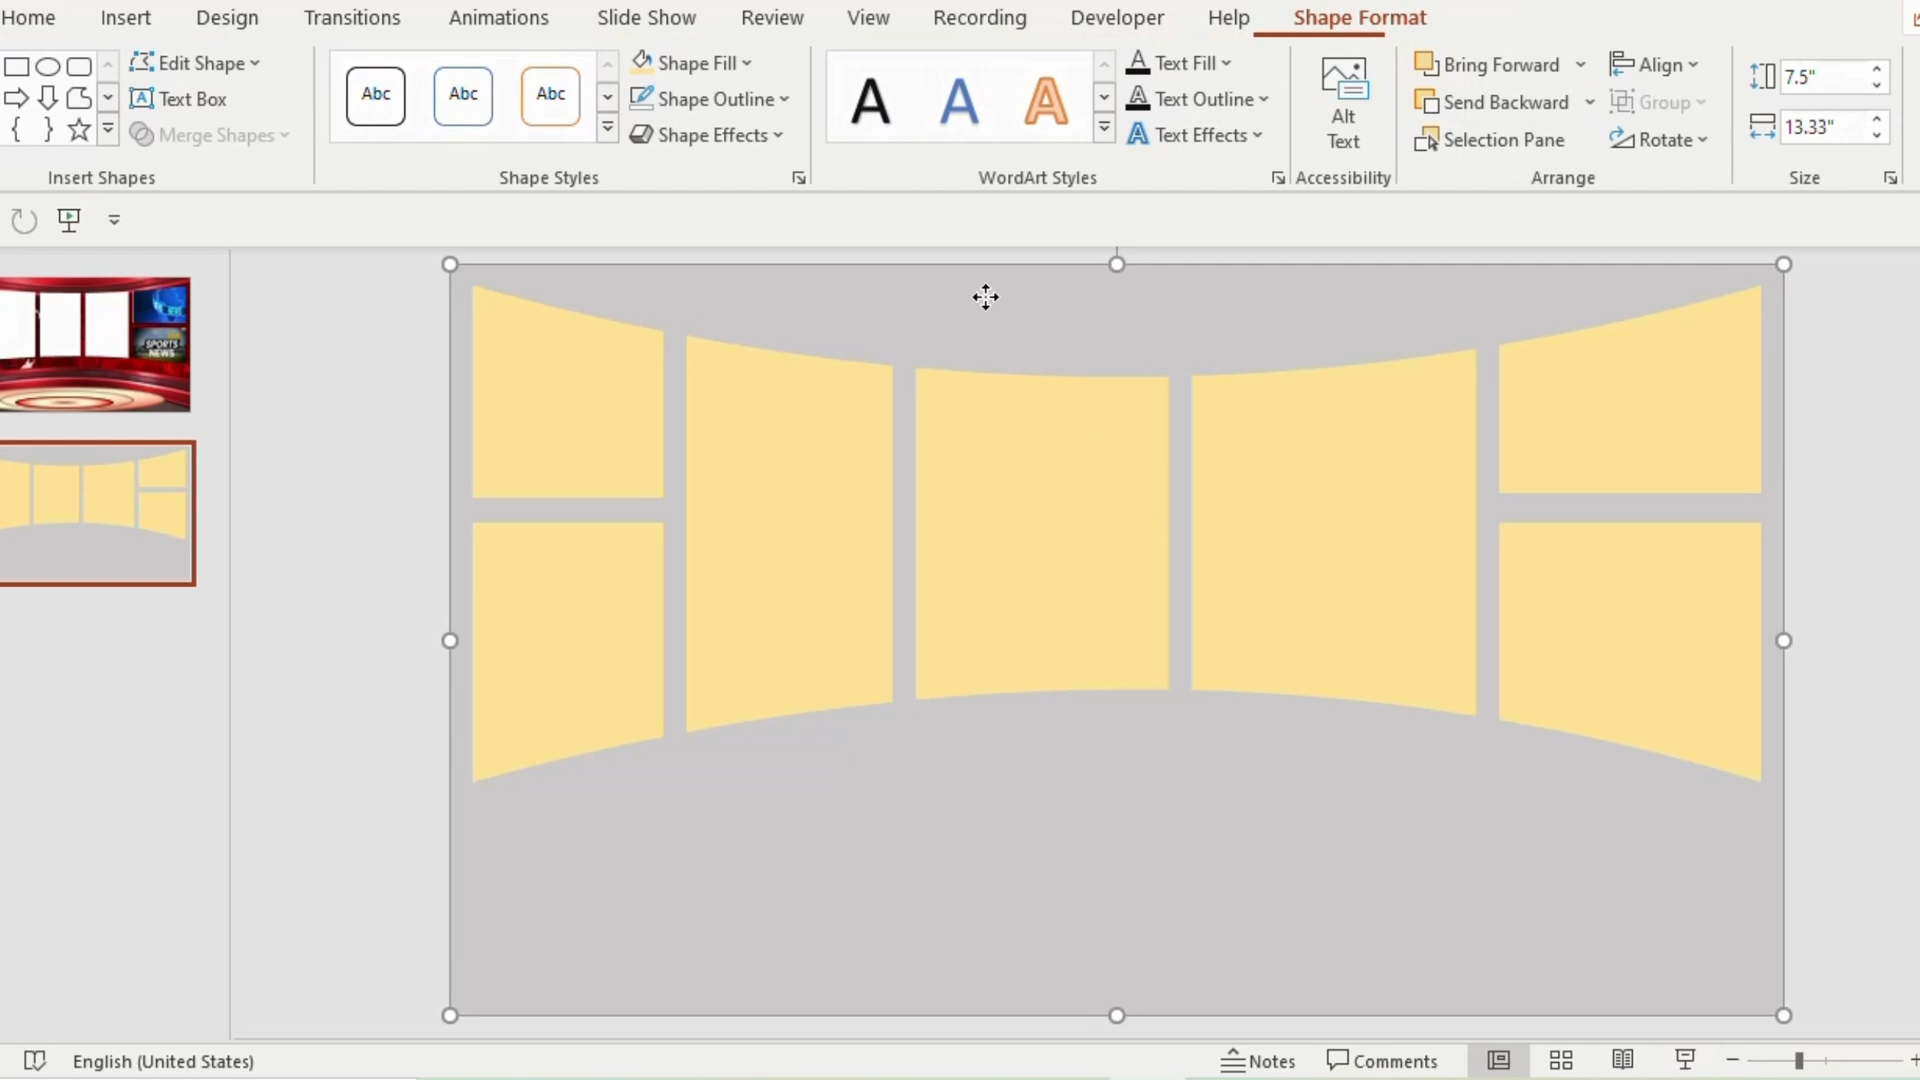 Home Insert Design Transitions Animations Slide Show Review View Recording Developer Help Shape Format
Edit Shape
Text Box
Merge Shapes
Insert Shapes
Abc Abc Abc
Shape Fill
Shape Outline
Shape Effects
Shape Styles
A A A
Text Fill
Text Outline
Text Effects
WordArt Styles
Alt
Text
Accessibility
Bring Forward
Send Backward
Selection Pane
Align
Group
Rotate
Arrange
7.5"
13.33"
Size
SPORTS
NEWS
English (United States)
Notes
Comments